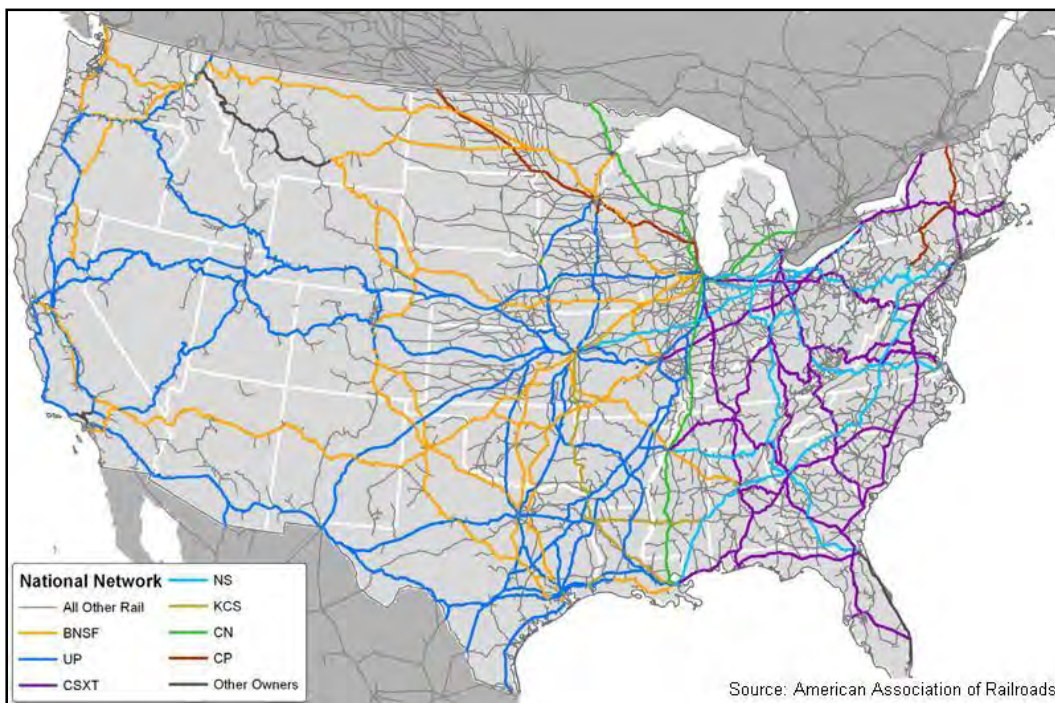 National Network
All Other Rail
BNSF
UP
CSXT
NS
KCS
CN
CP
Other Owners
Source: American Association of Railroads